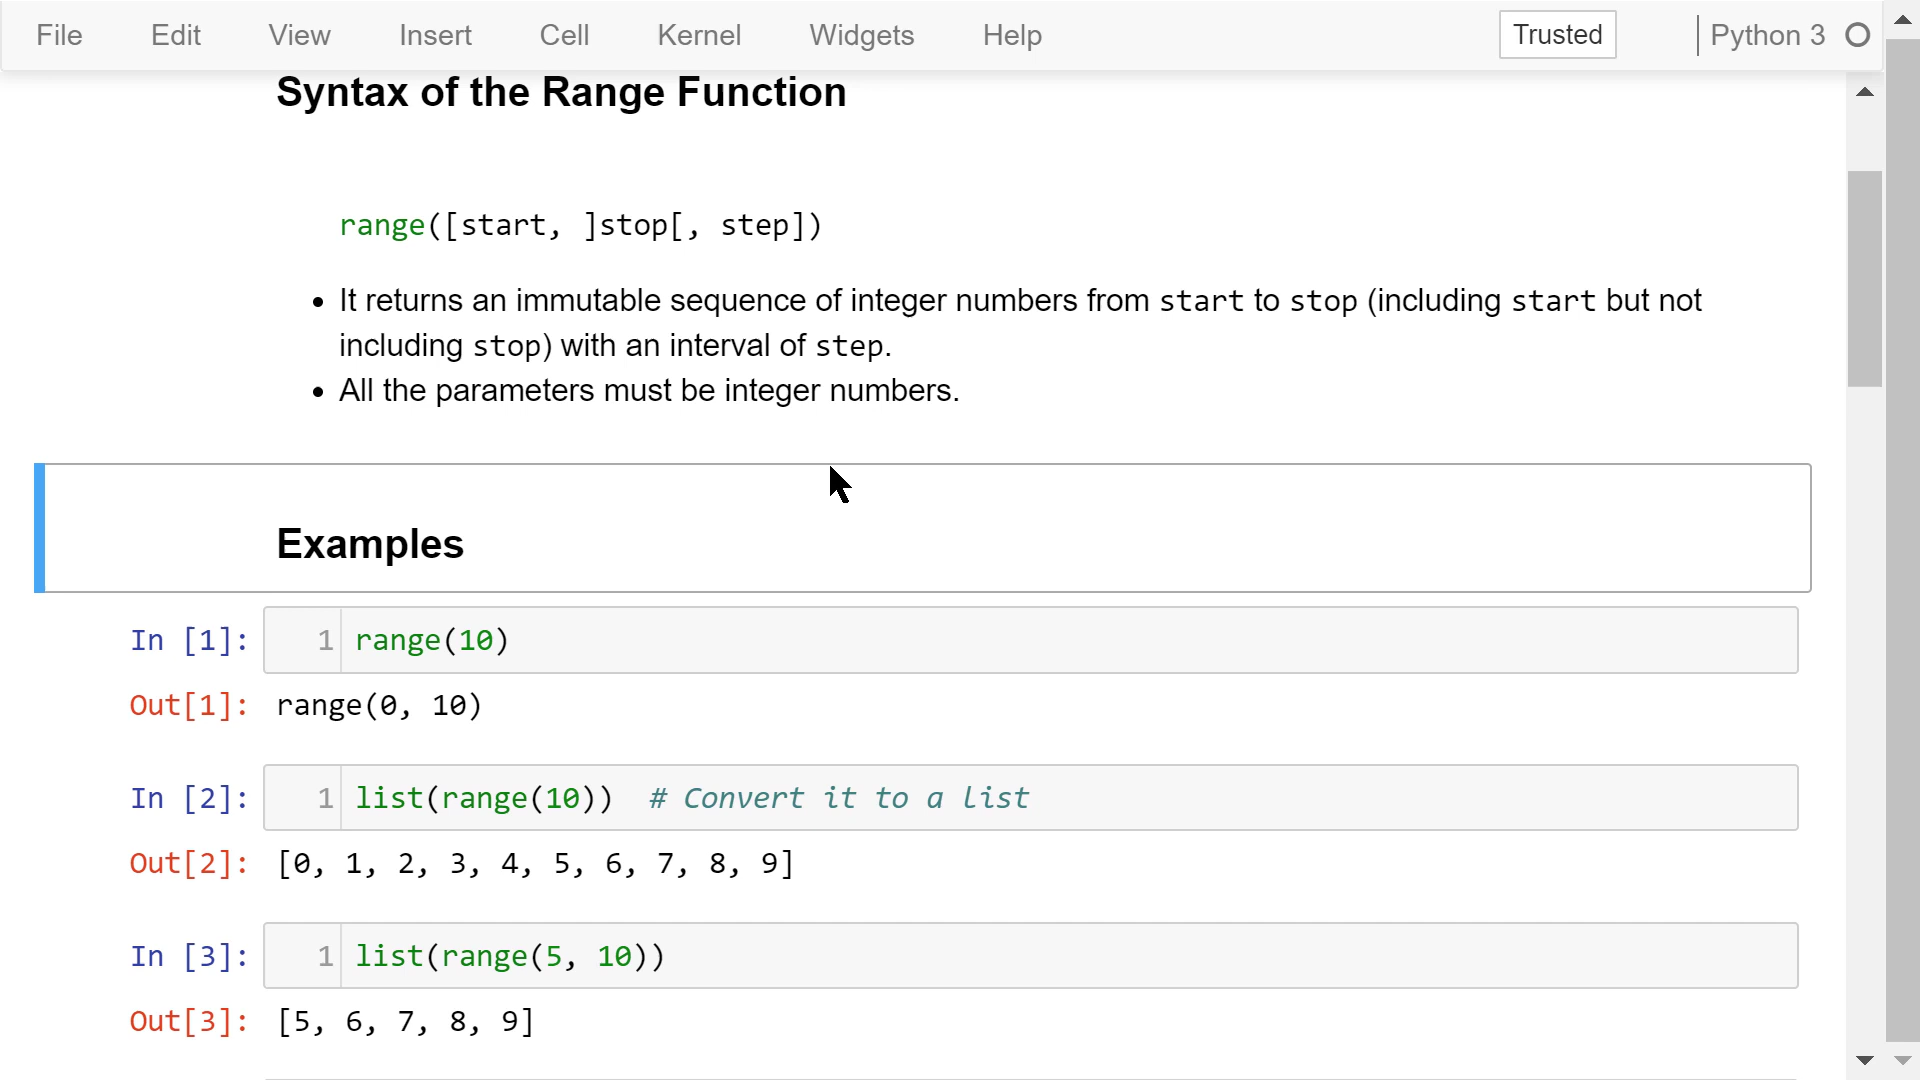 File Edit View Insert Cell Kernel Widgets Help Trusted Python 3
Syntax of the Range Function
range([start, ]stop[, step])
• It returns an immutable sequence of integer numbers from start to stop (including start but not
including stop) with an interval of step.
• All the parameters must be integer numbers.
Examples
In [1]: 1 range(10)
Out[1]: range(0, 10)
In [2]: 1 list(range(10)) # Convert it to a list
Out[2]: [0, 1, 2, 3, 4, 5, 6, 7, 8, 9]
In [3]: 1 list(range(5, 10))
Out[3]: [5, 6, 7, 8, 9]